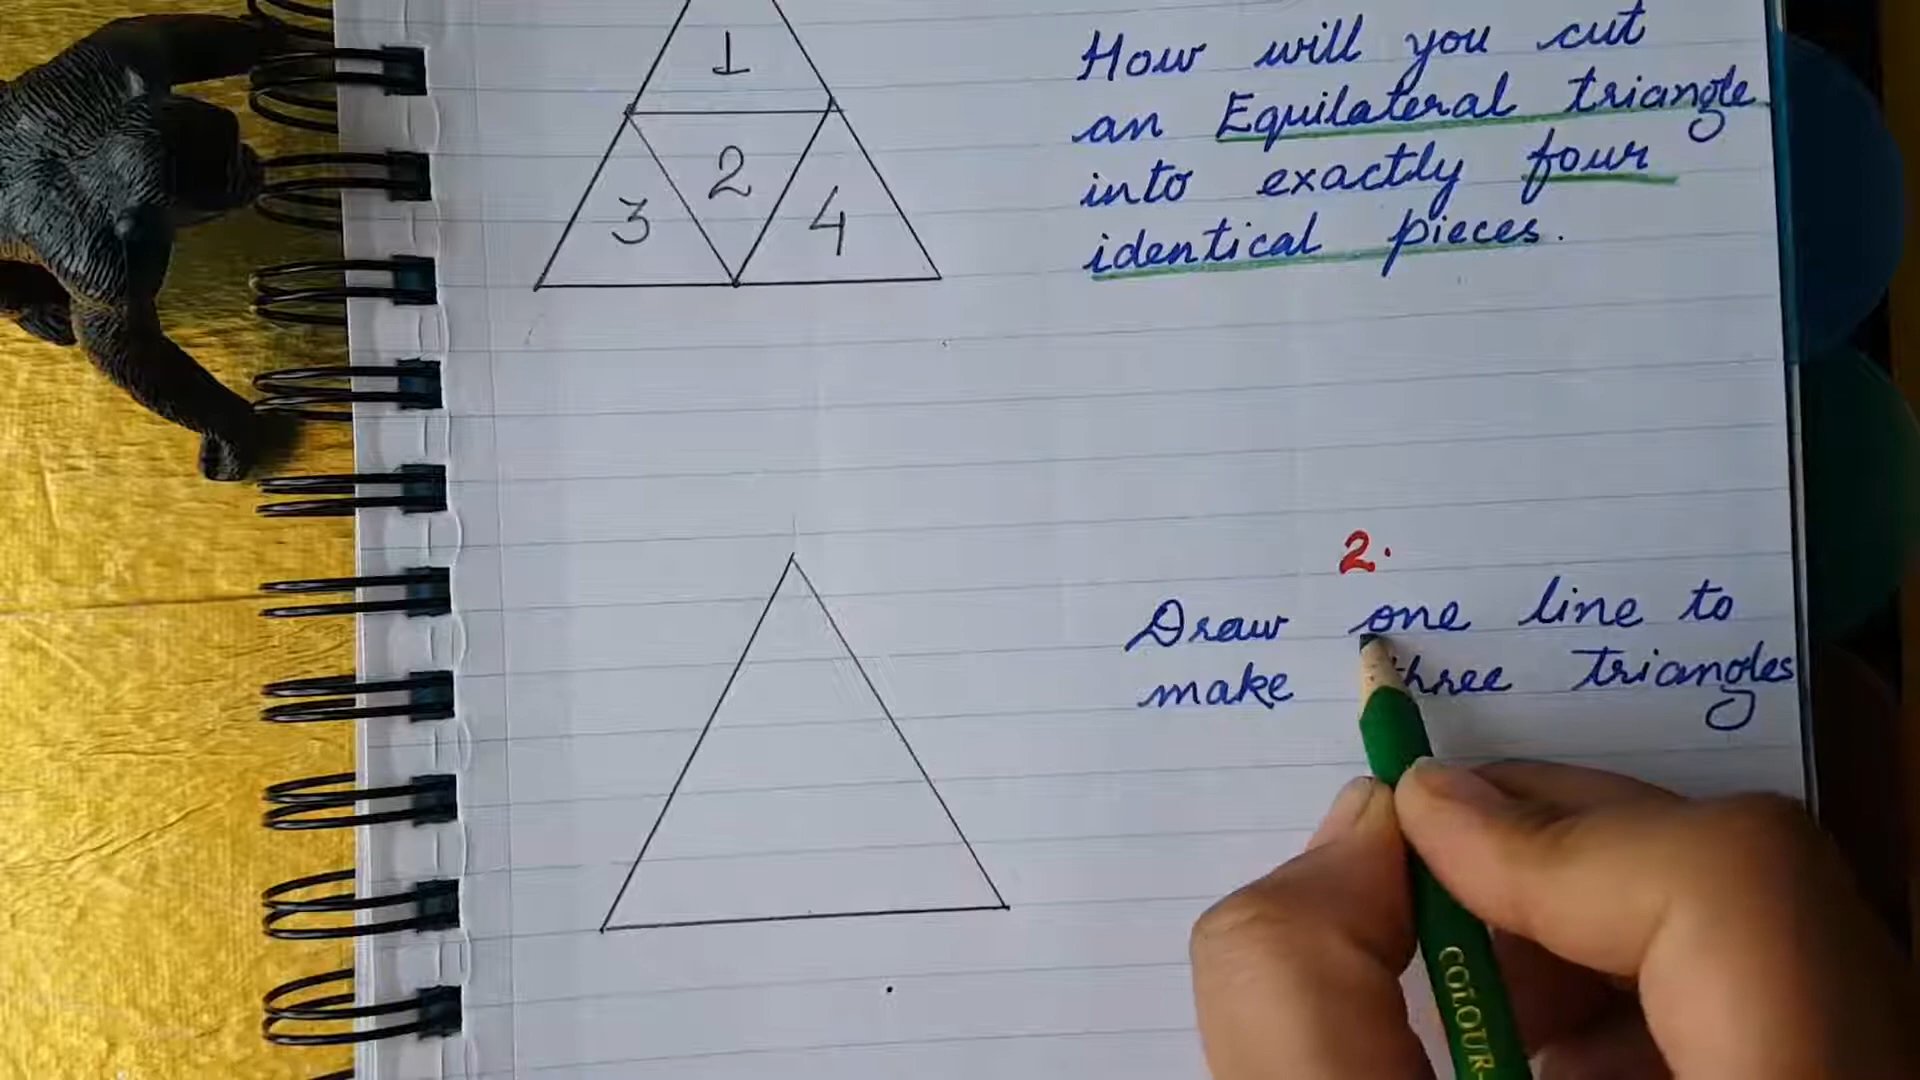 1
2
3
4
How will you cut
an Equilateral triangle
into exactly four
identical pieces.
2.
Draw one line to
make three triangles
COLOUR-